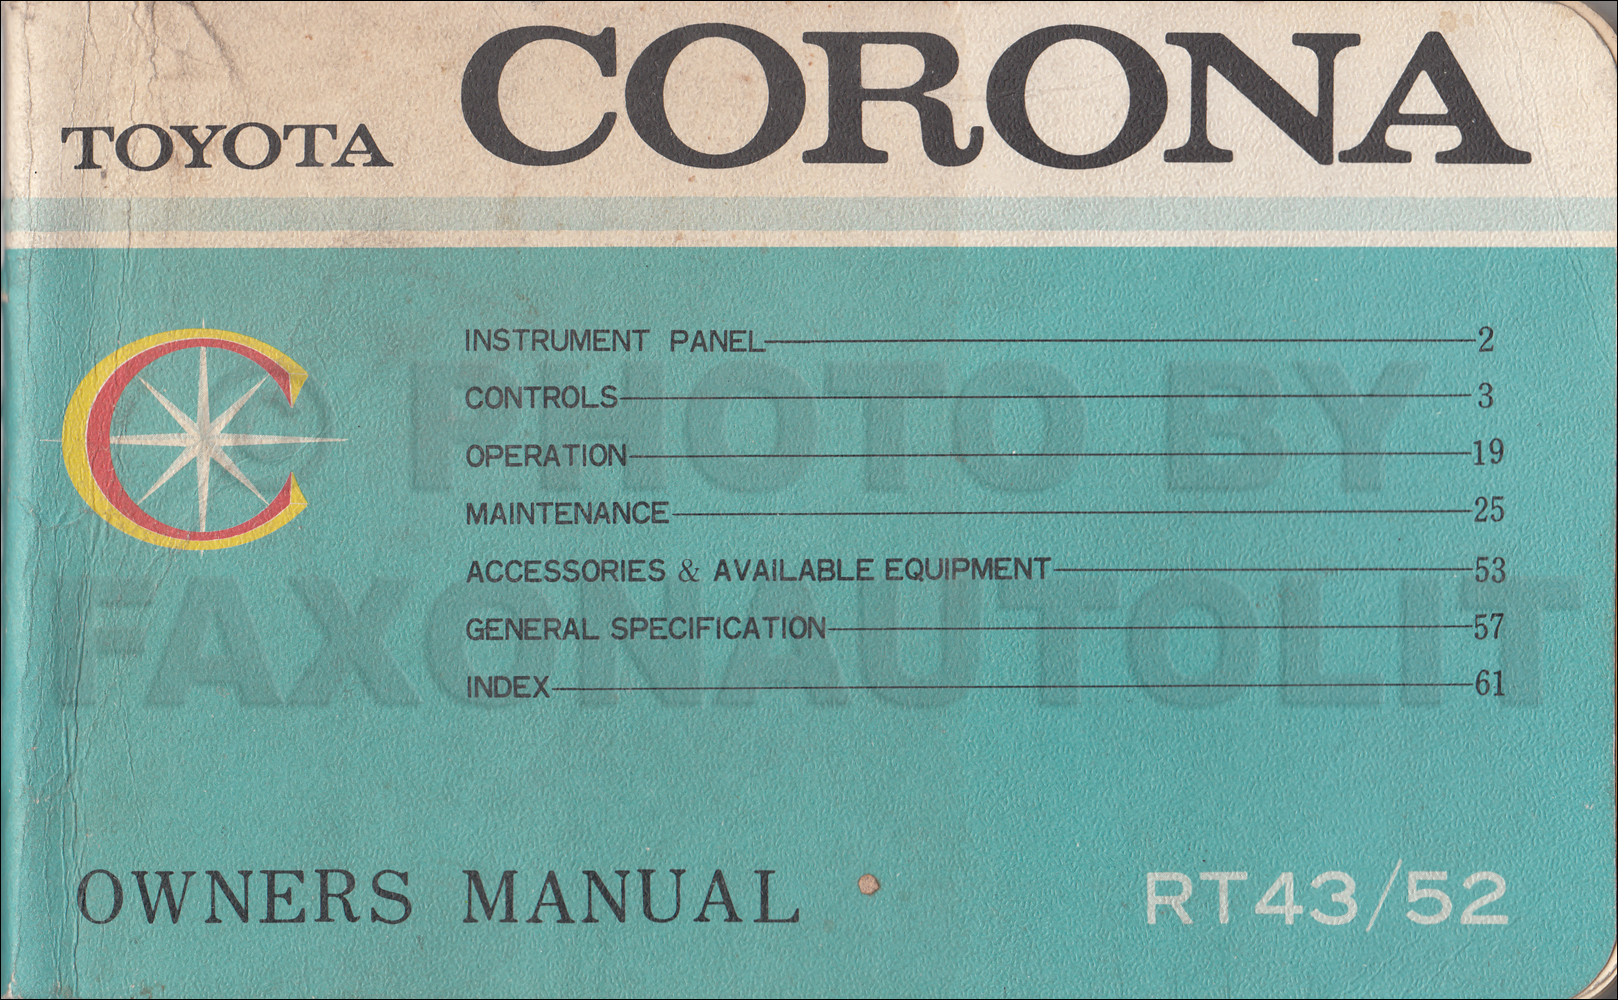 TOYOTA CORONA
INSTRUMENT PANEL 2
CONTROLS 3
OPERATION 19
MAINTENANCE 25
ACCESSORIES & AVAILABLE EQUIPMENT 53
GENERAL SPECIFICATION 57
INDEX 61
© PHOTO BY
FAXONAUTOLIT
OWNERS MANUAL RT43/52